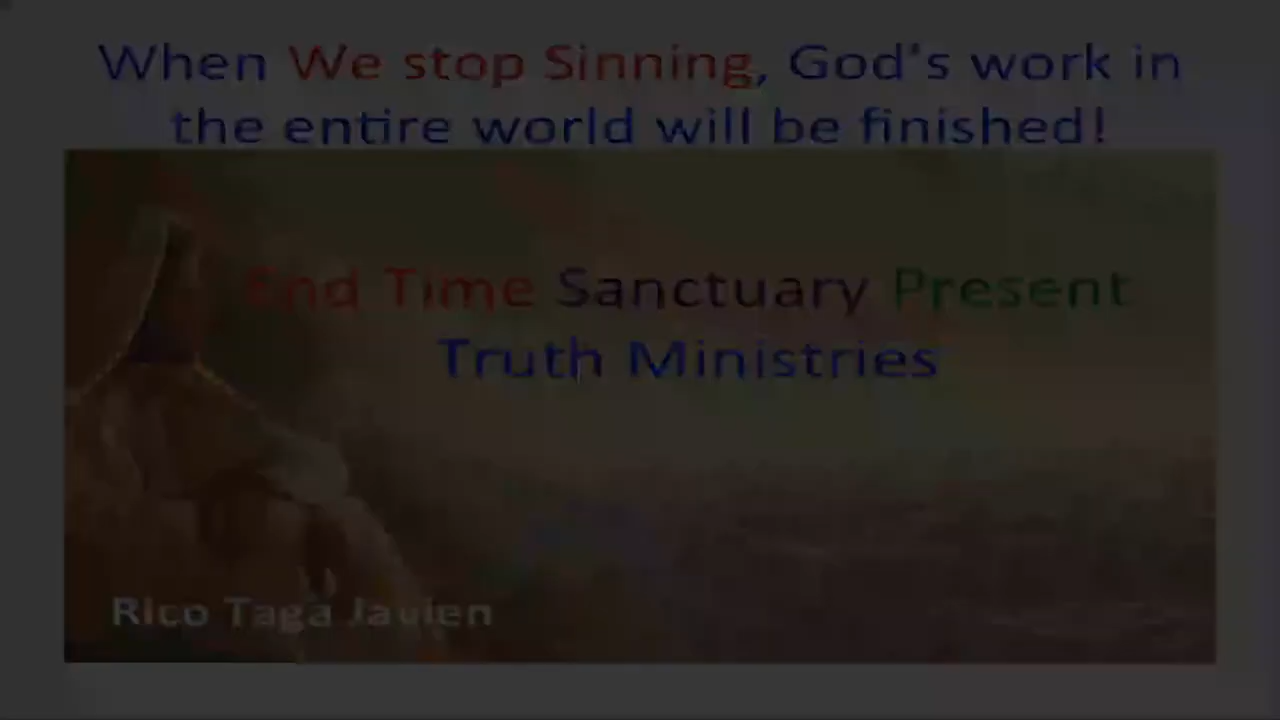 When We stop Sinning, God's work in
the entire world will be finished!
End Time Sanctuary Present
Truth Ministries
Rico Taga Javien